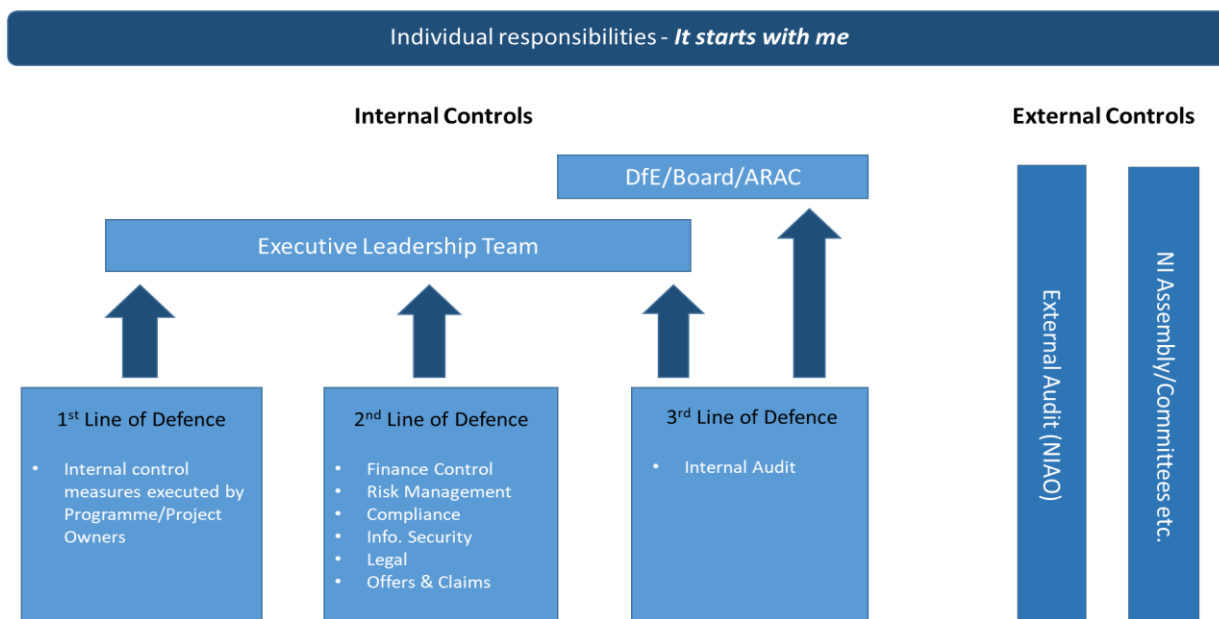 Individual responsibilities - It starts with me
Internal Controls
External Controls
DfE/Board/ARAC
Executive Leadership Team
1st Line of Defence
• Internal control
measures executed by
Programme/Project
Owners
2nd Line of Defence
• Finance Control
• Risk Management
• Compliance
• Info. Security
• Legal
• Offers & Claims
3rd Line of Defence
• Internal Audit
External Audit (NIAO)
NI Assembly/Committees etc.